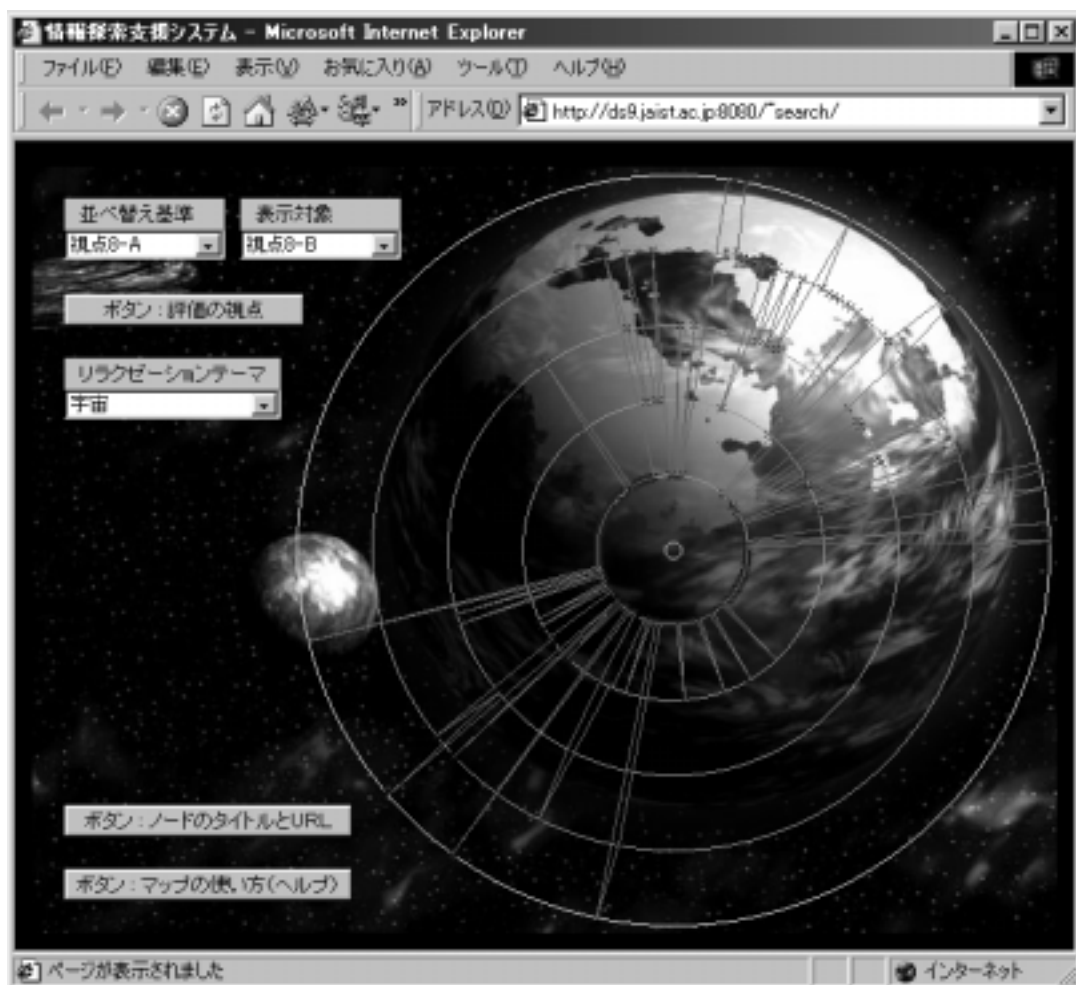 情報探索支援システム - Microsoft Internet Explorer
ファイル(F) 編集(E) 表示(V) お気に入り(A) ツール(T) ヘルプ(H)
» アドレス(D) http://ds9.jaist.ac.jp:8080/~search/
並べ替え基準 表示対象
視点8-A 視点8-B
ボタン：評価の視点
リラクゼーションテーマ
宇宙
ボタン：ノードのタイトルとURL
ボタン：マップの使い方(ヘルプ)
ページが表示されました インターネット